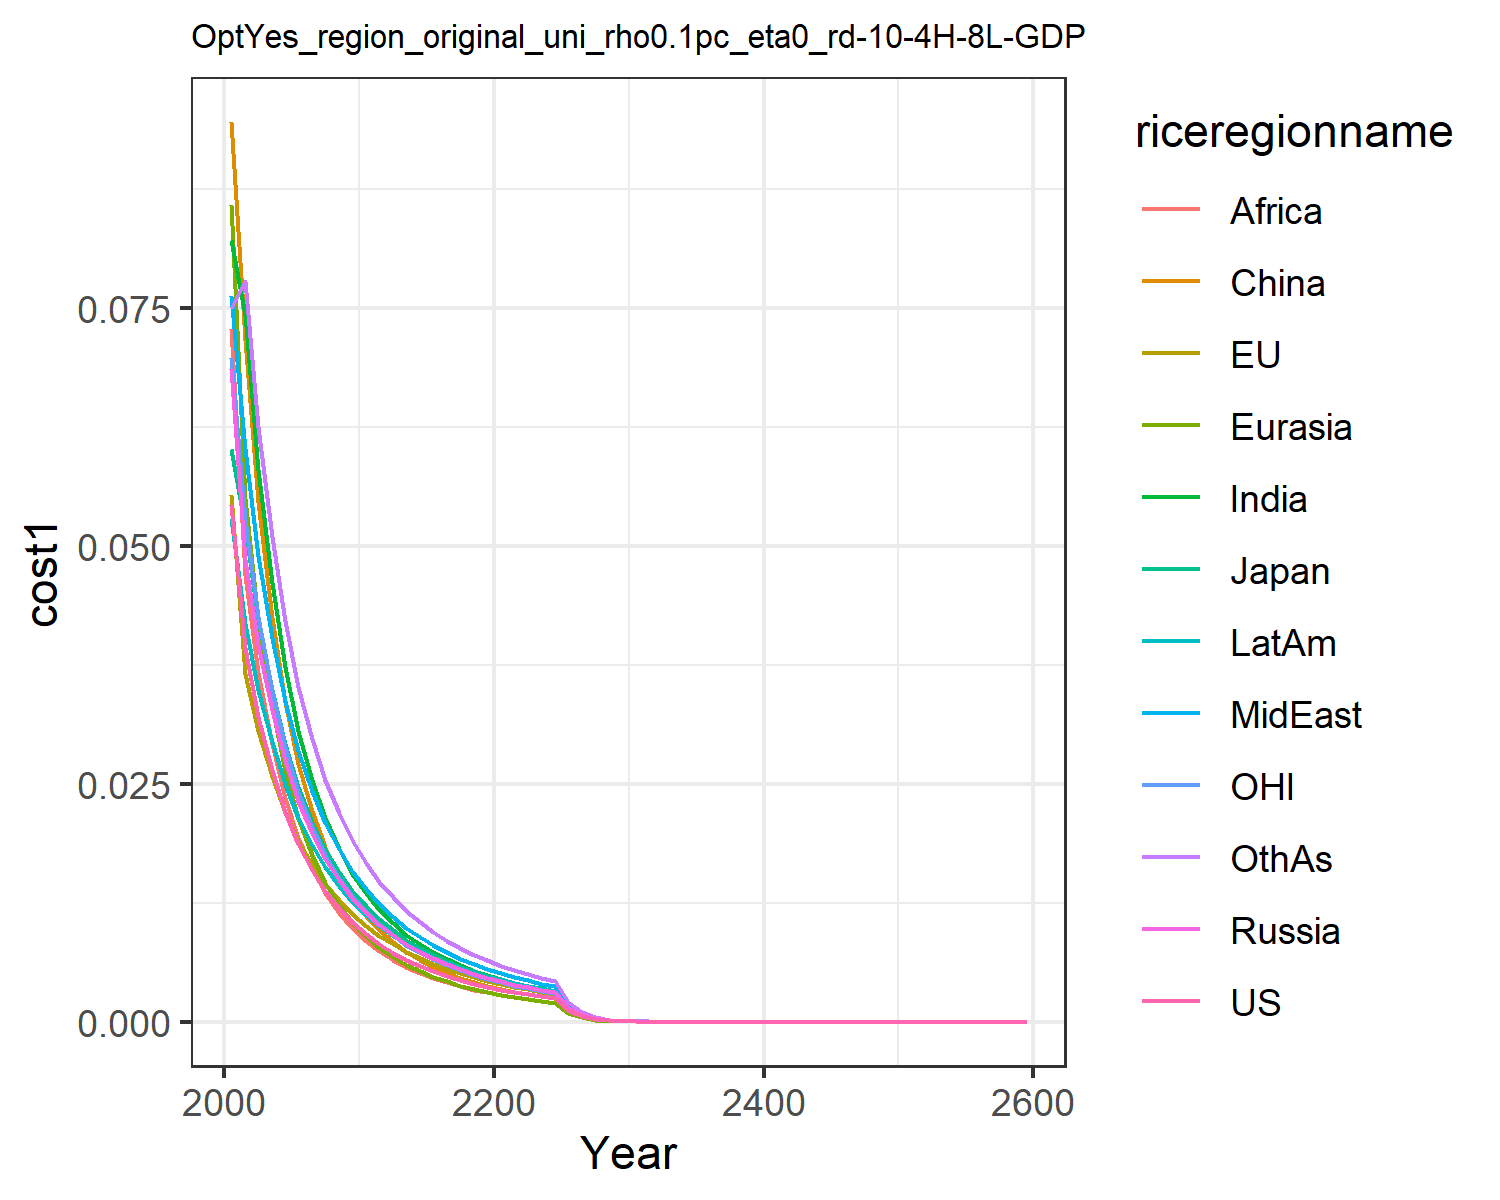 OptYes_region_original_uni_rho0.1pc_eta0_rd-10-4H-8L-GDP
cost1
0.075
0.050
0.025
0.000
2000
2200
2400
2600
Year
riceregionname
Africa
China
EU
Eurasia
India
Japan
LatAm
MidEast
OHI
OthAs
Russia
US